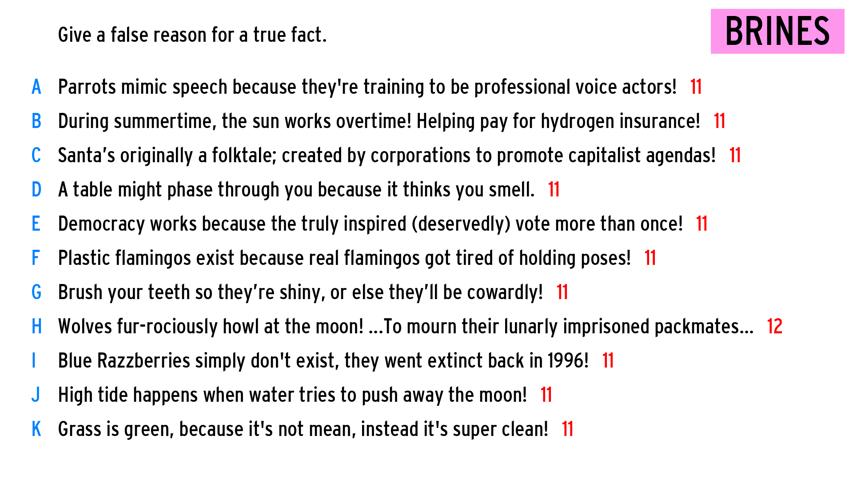 Give a false reason for a true fact.
BRINES
A Parrots mimic speech because they're training to be professional voice actors! 11
B During summertime, the sun works overtime! Helping pay for hydrogen insurance! 11
C Santa’s originally a folktale; created by corporations to promote capitalist agendas! 11
D A table might phase through you because it thinks you smell. 11
E Democracy works because the truly inspired (deservedly) vote more than once! 11
F Plastic flamingos exist because real flamingos got tired of holding poses! 11
G Brush your teeth so they’re shiny, or else they’ll be cowardly! 11
H Wolves fur-rociously howl at the moon! ...To mourn their lunarly imprisoned packmates... 12
I Blue Razzberries simply don't exist, they went extinct back in 1996! 11
J High tide happens when water tries to push away the moon! 11
K Grass is green, because it's not mean, instead it's super clean! 11